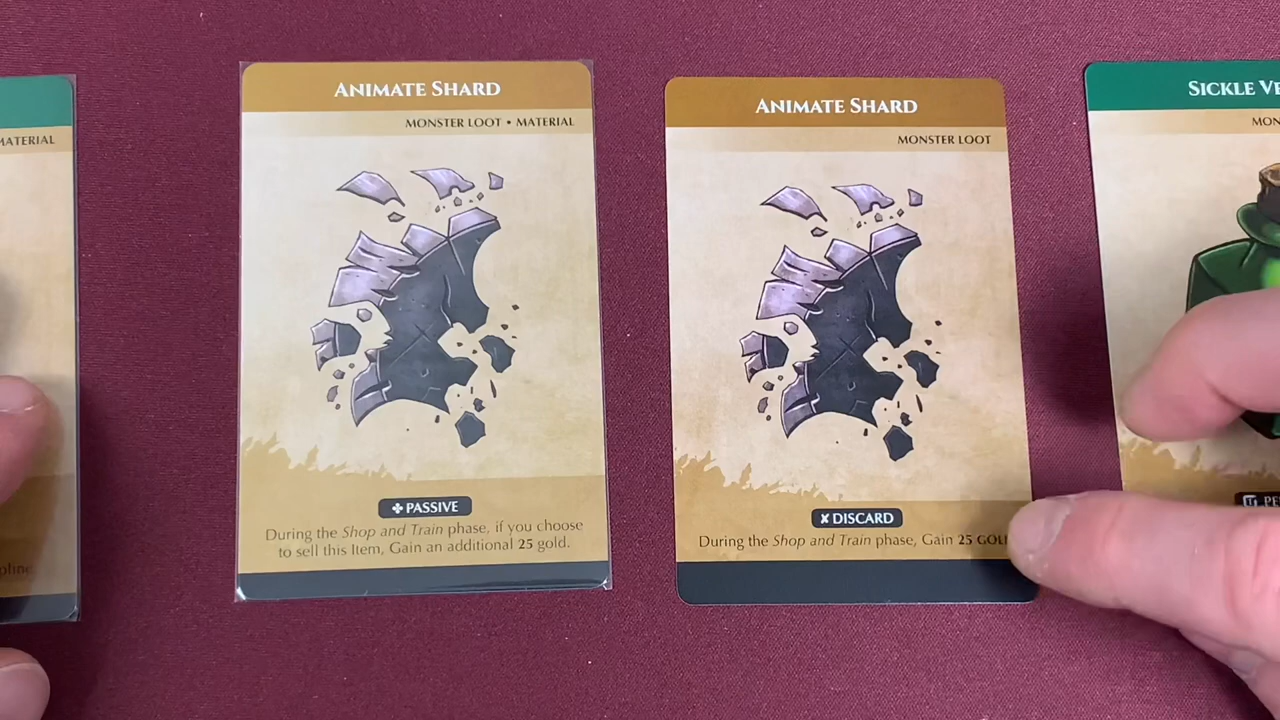 MATERIAL
ANIMATE SHARD
MONSTER LOOT • MATERIAL
PASSIVE
During the Shop and Train phase, if you choose
to sell this Item, Gain an additional 25 gold.
ANIMATE SHARD
MONSTER LOOT
DISCARD
During the Shop and Train phase, Gain 25
SICKLE